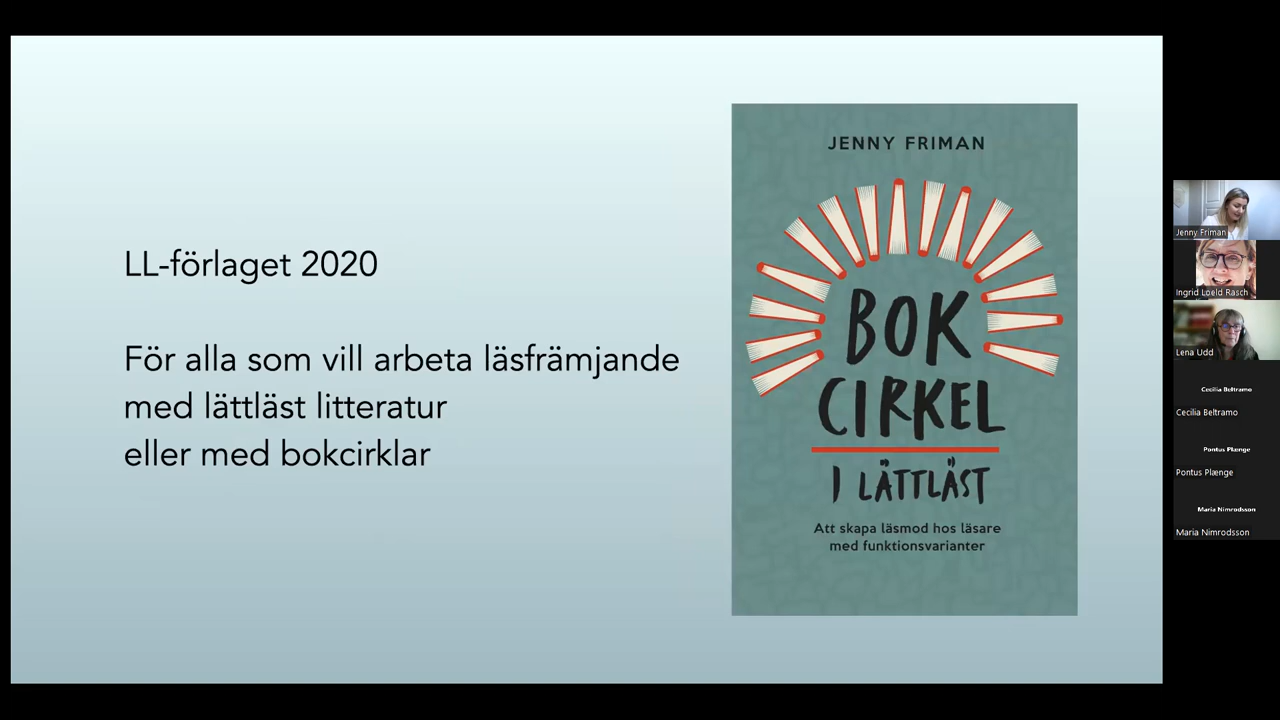 LL-förlaget 2020
För alla som vill arbeta läsfrämjande
med lättläst litteratur
eller med bokcirklar
JENNY FRIMAN
BOK
CIRKEL
I LÄTTLÄST
Att skapa läsmod hos läsare
med funktionsvarianter
Jenny Friman
Ingrid Loeld Rasch
Lena Udd
Cecilia Beltramo
Cecilia Beltramo
Pontus Plænge
Pontus Plænge
Maria Nimrodsson
Maria Nimrodsson